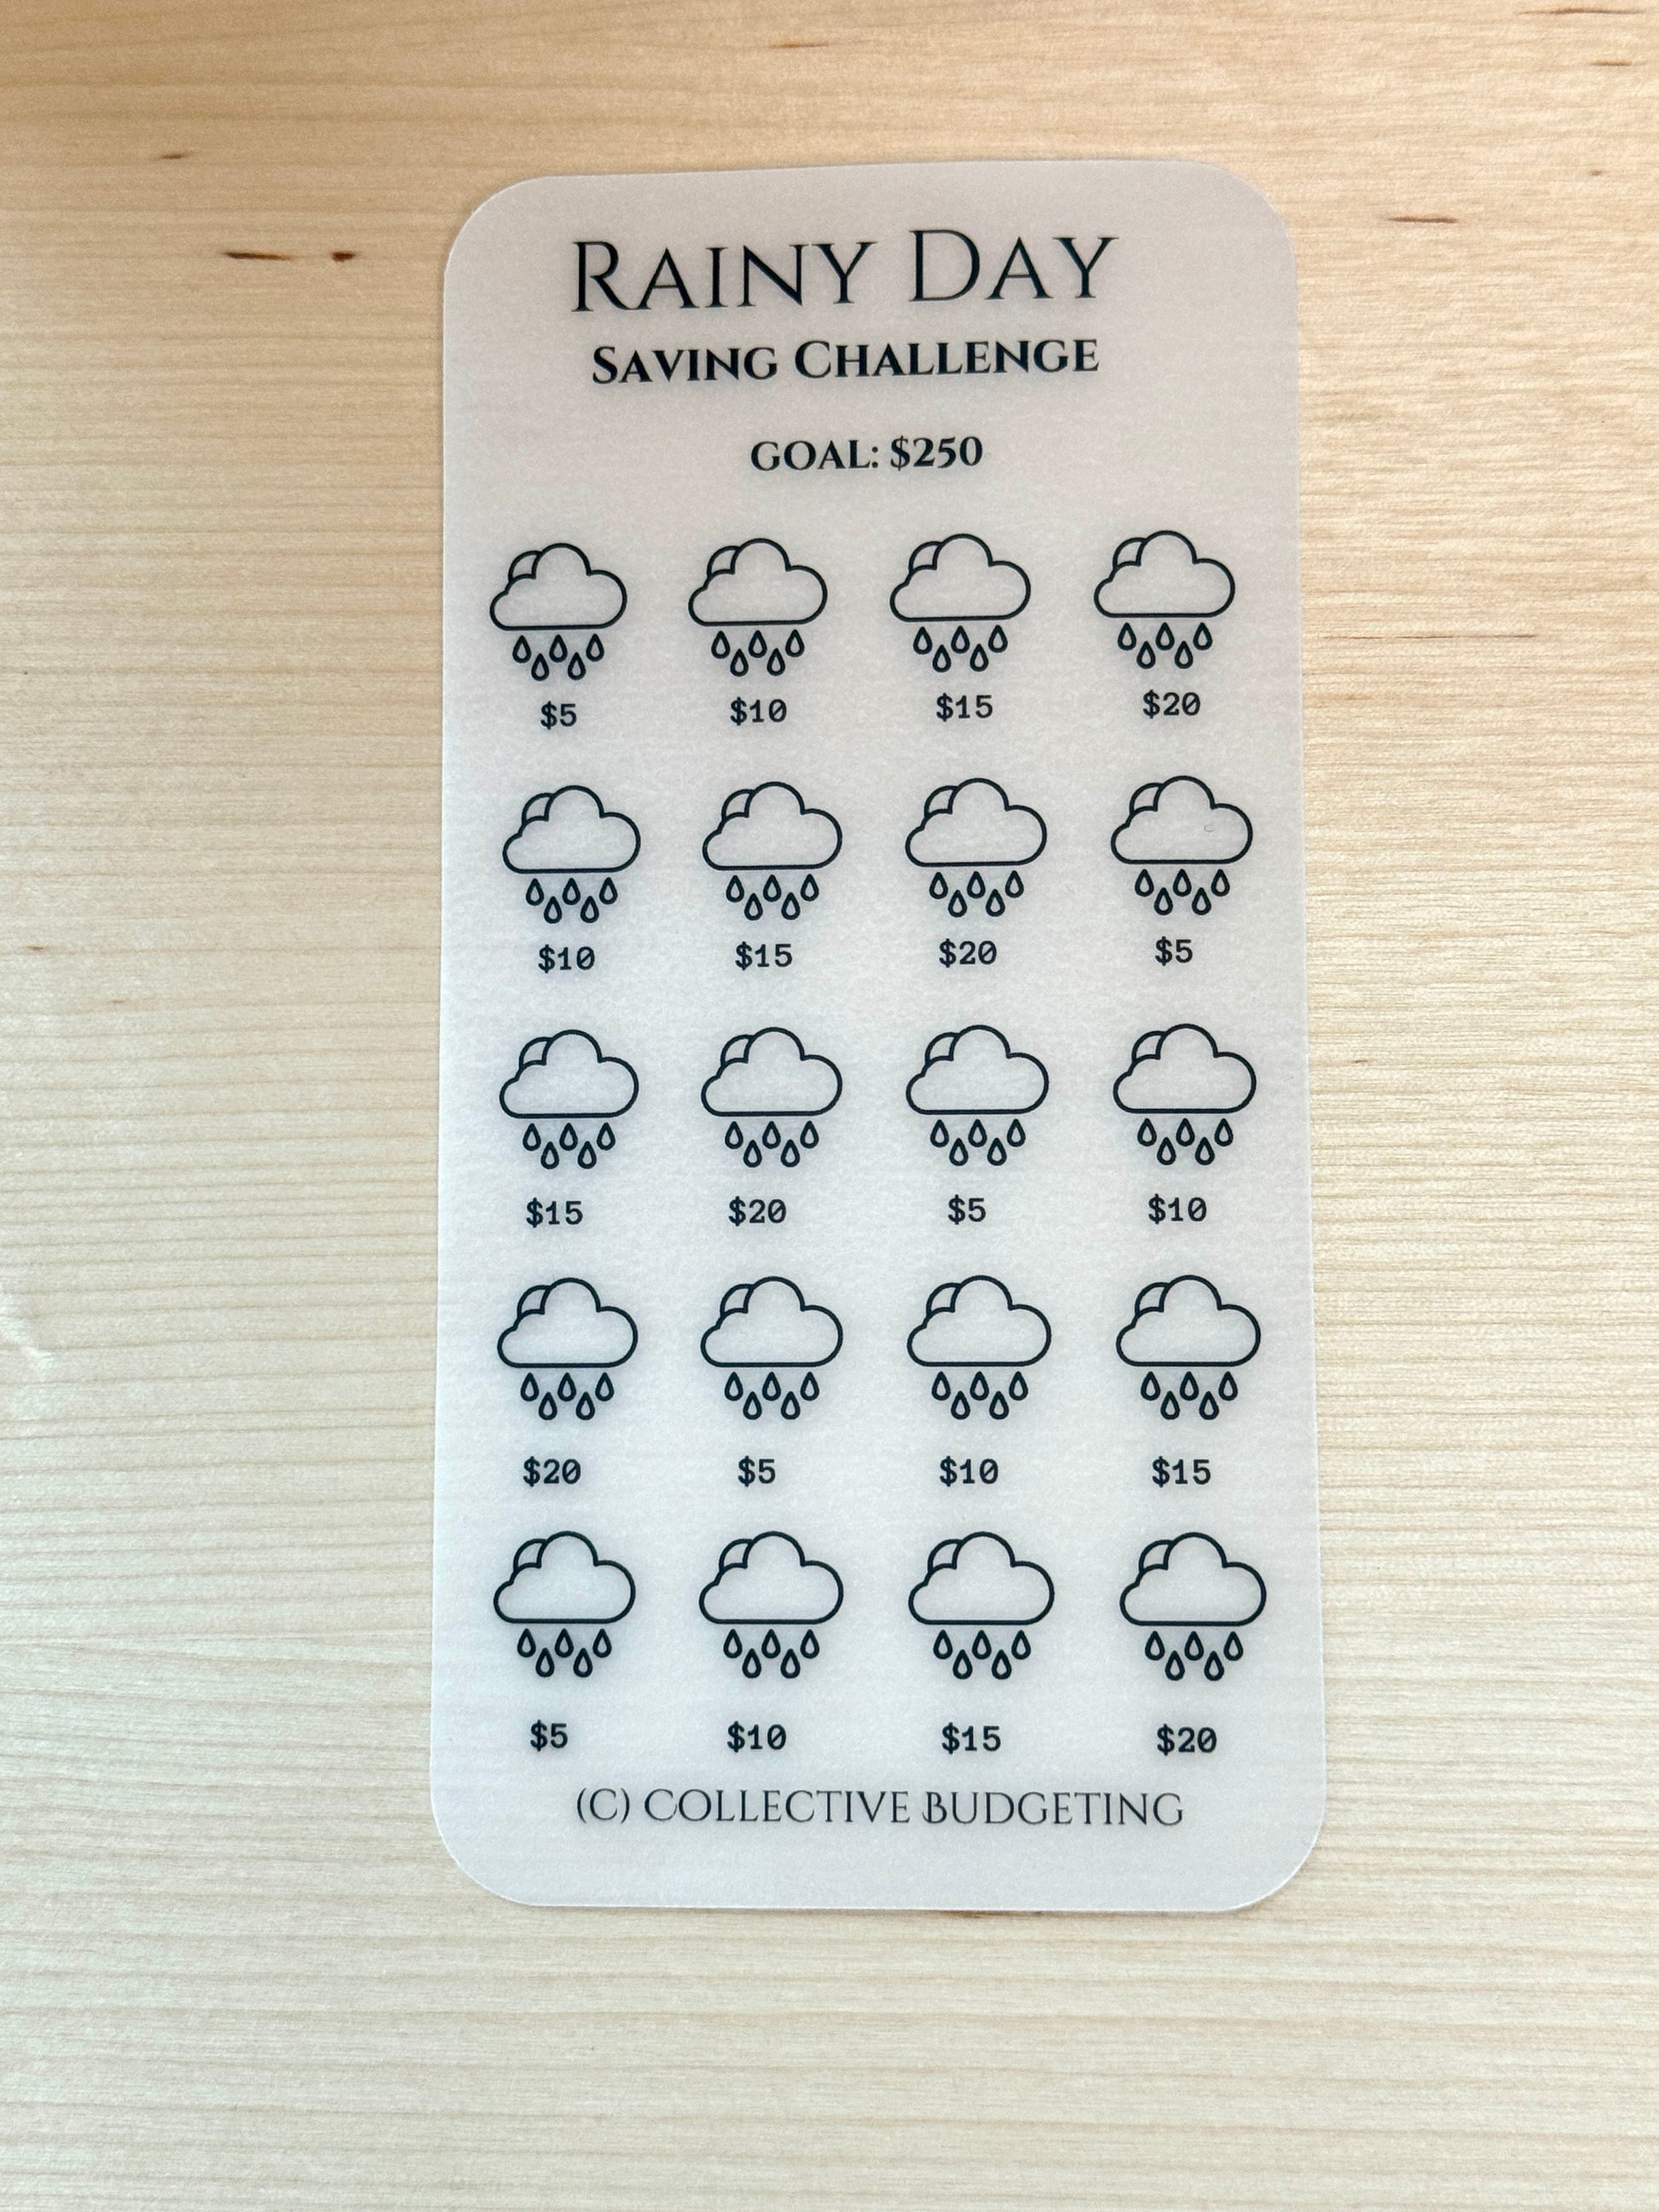 Rainy Day
Saving Challenge
GOAL: $250
$5 $10 $15 $20
$10 $15 $20 $5
$15 $20 $5 $10
$20 $5 $10 $15
$5 $10 $15 $20
(C) Collective Budgeting